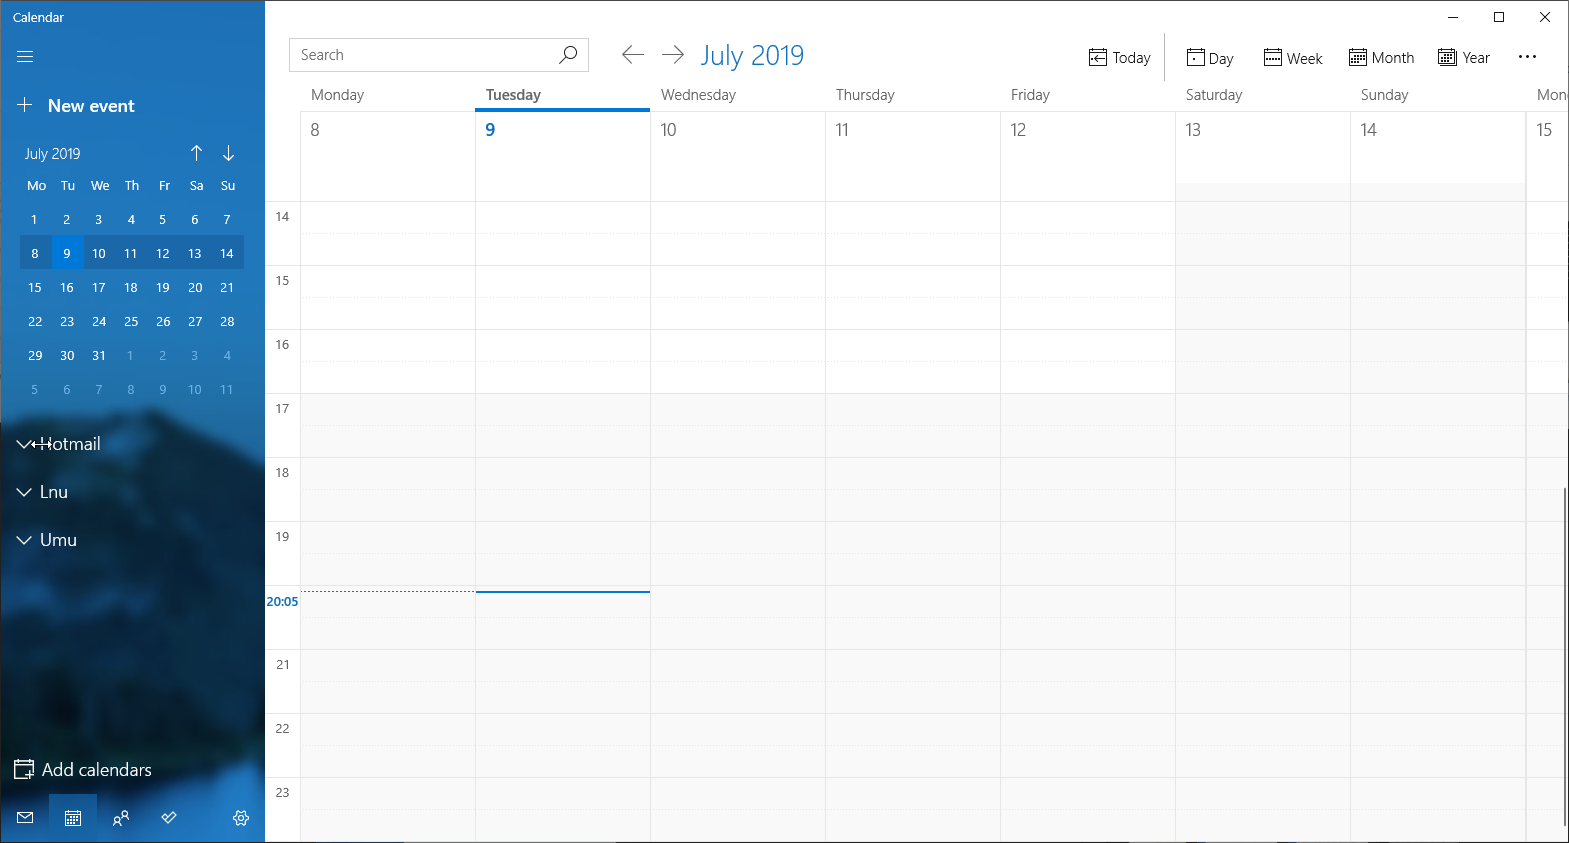 Calendar
New event
July 2019
Mo Tu We Th Fr Sa Su
1 2 3 4 5 6 7
8 9 10 11 12 13 14
15 16 17 18 19 20 21
22 23 24 25 26 27 28
29 30 31 1 2 3 4
5 6 7 8 9 10 11
Hotmail
Lnu
Umu
Add calendars
Search
July 2019
Today Day Week Month Year
Monday Tuesday Wednesday Thursday Friday Saturday Sunday Mon
8 9 10 11 12 13 14 15
14
15
16
17
18
19
20:05
21
22
23